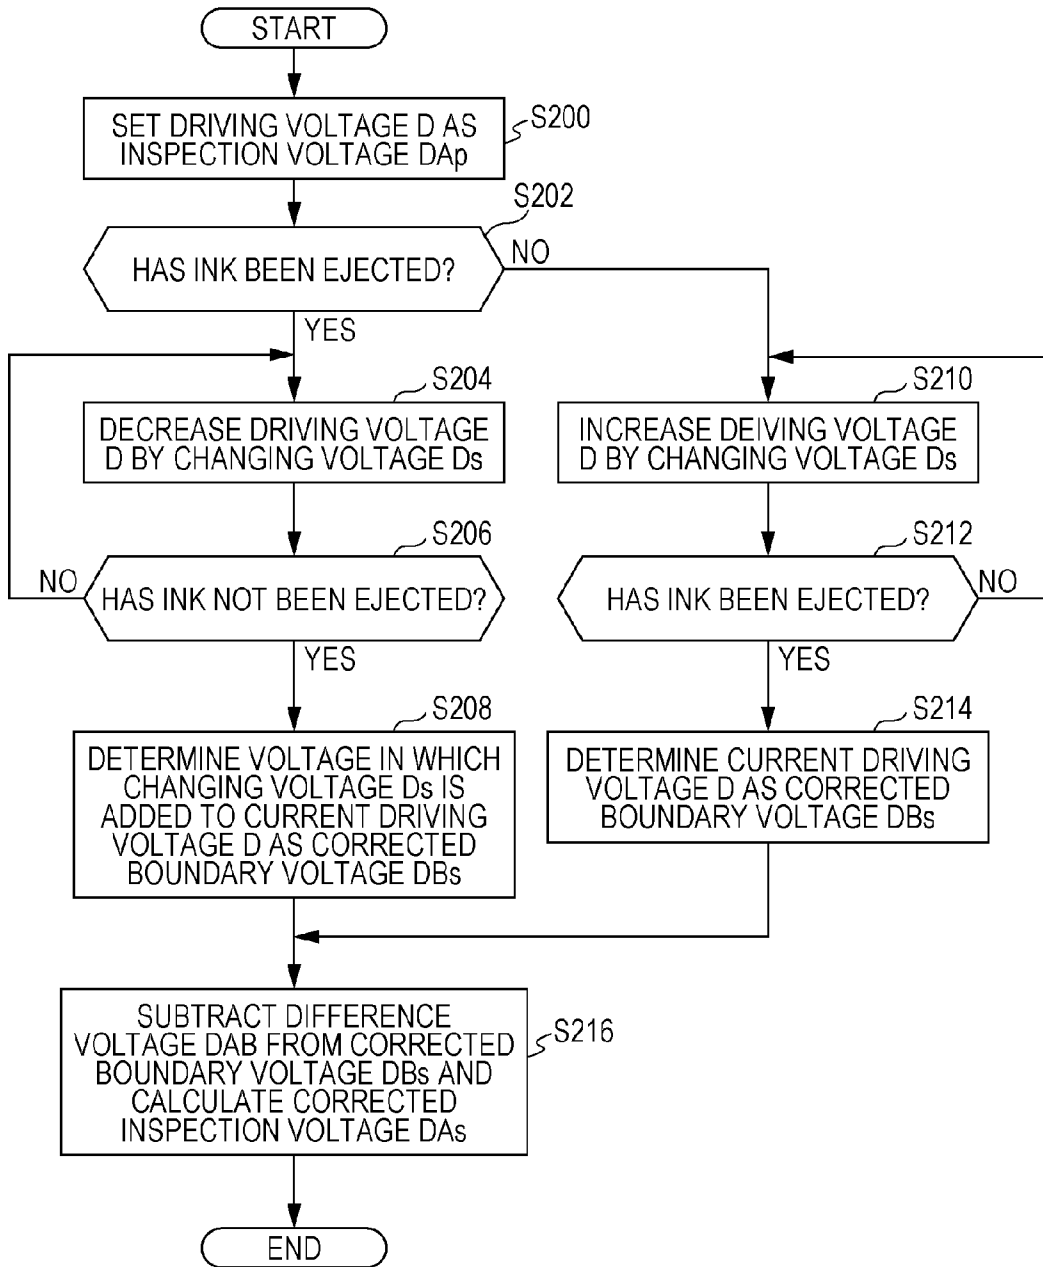 START
SET DRIVING VOLTAGE D AS
INSPECTION VOLTAGE DAp
S200
S202
HAS INK BEEN EJECTED?
NO
YES
S204
DECREASE DRIVING VOLTAGE
D BY CHANGING VOLTAGE Ds
S206
HAS INK NOT BEEN EJECTED?
NO
YES
S208
DETERMINE VOLTAGE IN WHICH
CHANGING VOLTAGE Ds IS
ADDED TO CURRENT DRIVING
VOLTAGE D AS CORRECTED
BOUNDARY VOLTAGE DBs
S210
INCREASE DEIVING VOLTAGE
D BY CHANGING VOLTAGE Ds
S212
HAS INK BEEN EJECTED?
NO
YES
S214
DETERMINE CURRENT DRIVING
VOLTAGE D AS CORRECTED
BOUNDARY VOLTAGE DBs
SUBTRACT DIFFERENCE
VOLTAGE DAB FROM CORRECTED
BOUNDARY VOLTAGE DBs AND
CALCULATE CORRECTED
INSPECTION VOLTAGE DAs
S216
END